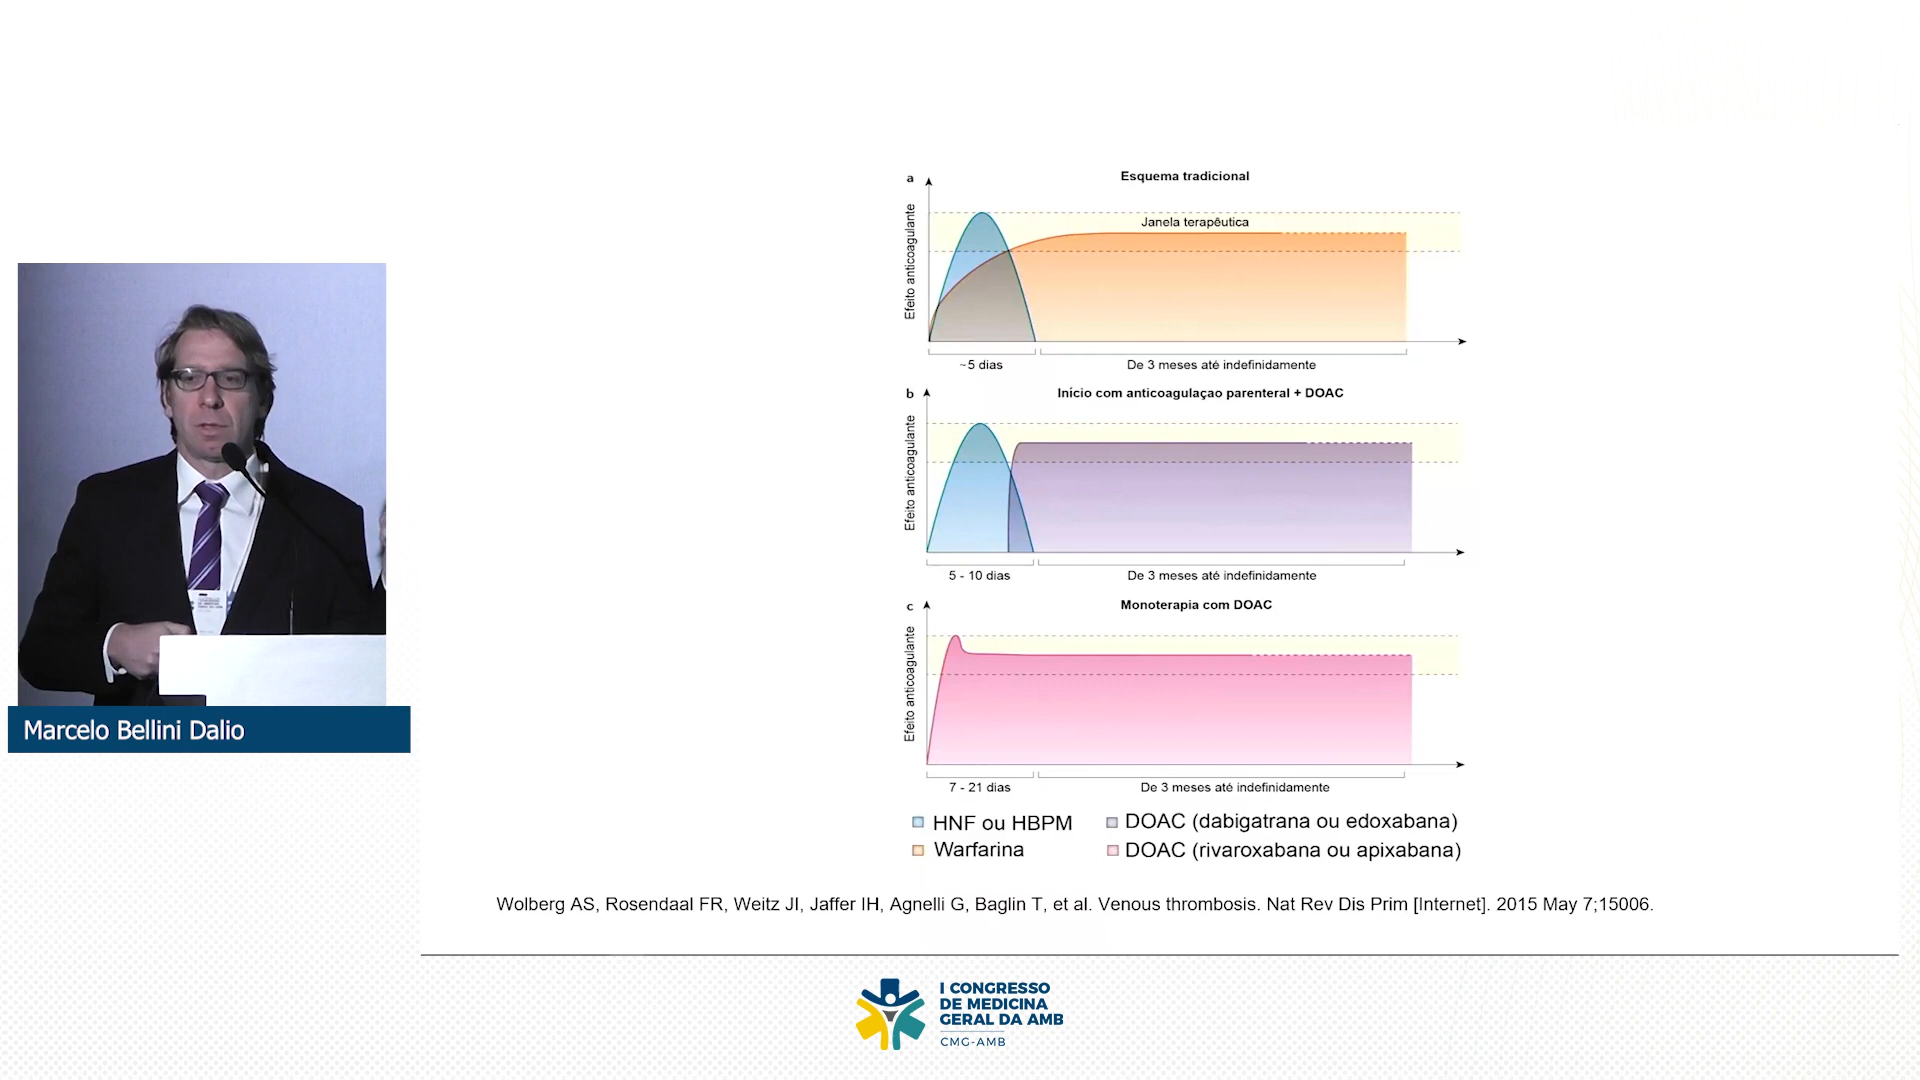 a
Esquema tradicional
Efeito anticoagulante
Janela terapêutica
~5 dias
De 3 meses até indefinidamente
b
Início com anticoagulaçao parenteral + DOAC
Efeito anticoagulante
5 - 10 dias
De 3 meses até indefinidamente
c
Monoterapia com DOAC
Efeito anticoagulante
7 - 21 dias
De 3 meses até indefinidamente
HNF ou HBPM
DOAC (dabigatrana ou edoxabana)
Warfarina
DOAC (rivaroxabana ou apixabana)
Marcelo Bellini Dalio
Wolberg AS, Rosendaal FR, Weitz JI, Jaffer IH, Agnelli G, Baglin T, et al. Venous thrombosis. Nat Rev Dis Prim [Internet]. 2015 May 7;15006.
I CONGRESSO
DE MEDICINA
GERAL DA AMB
CMG-AMB